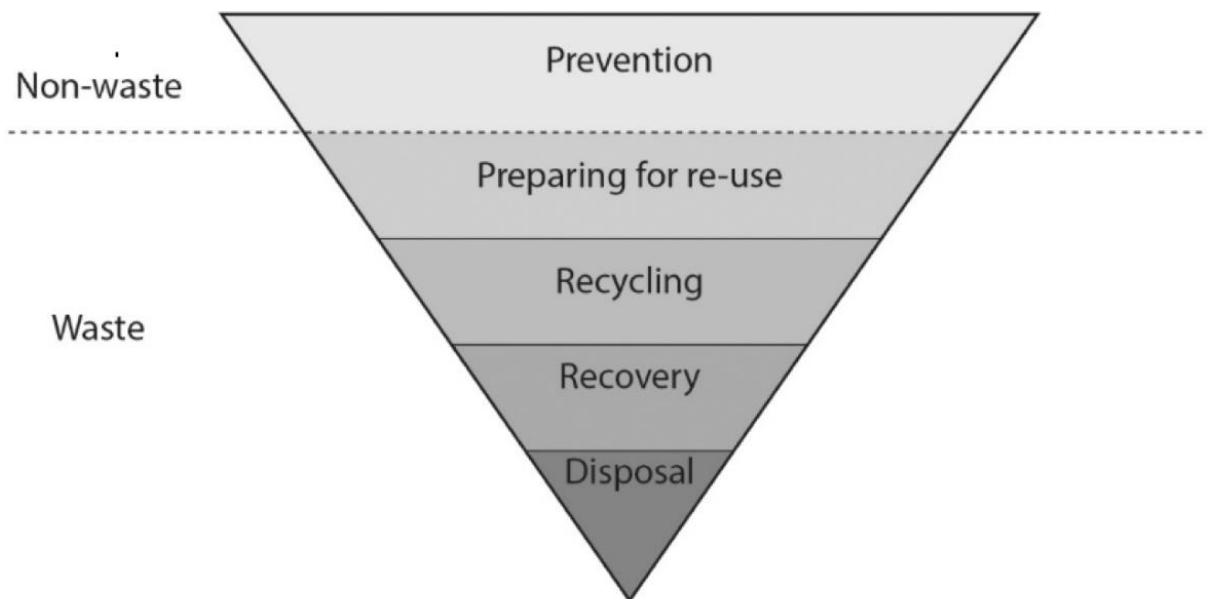 Prevention
Non-waste
Preparing for re-use
Recycling
Waste
Recovery
Disposal